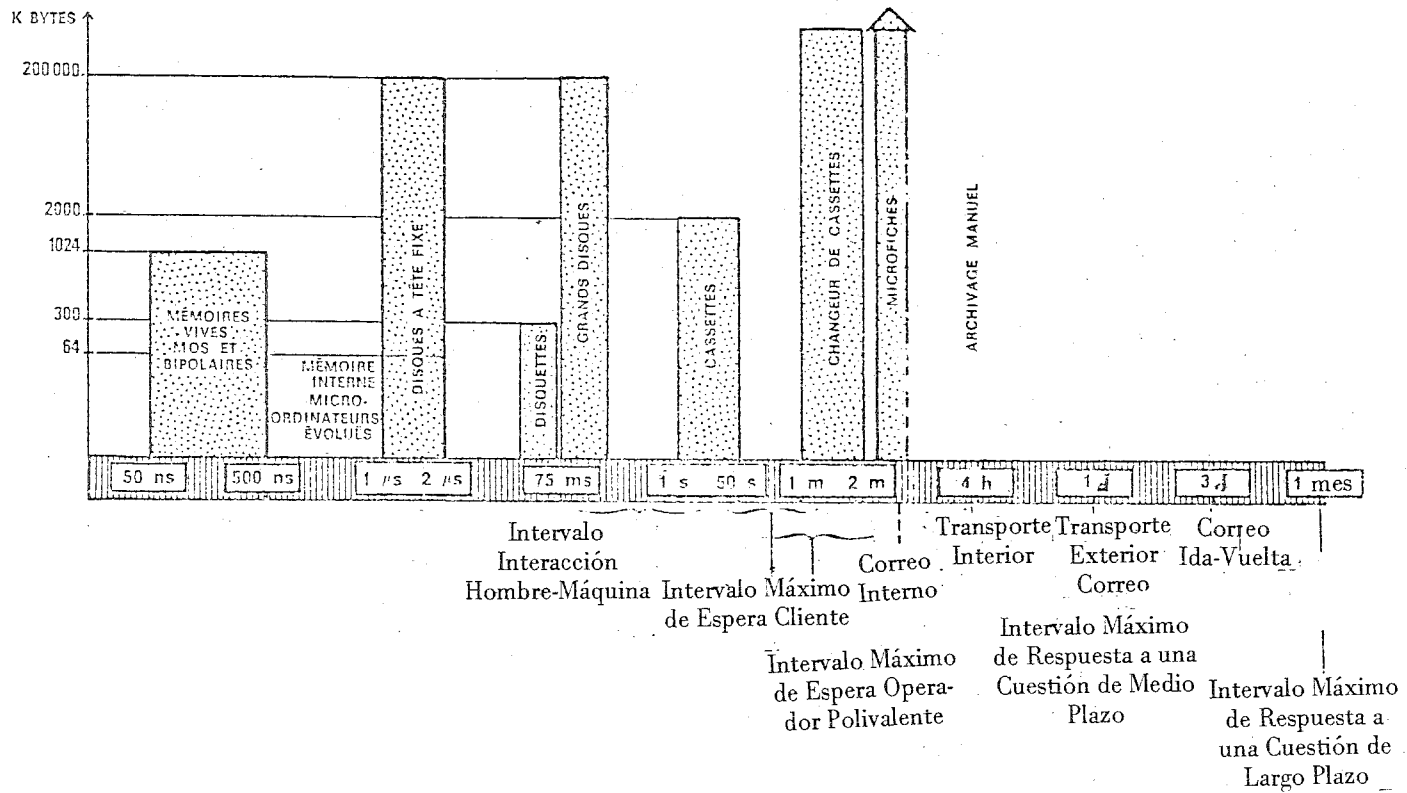 K BYTES
200 000
2000
1024
300
64
MÉMOIRES
VIVES
MOS ET
BIPOLAIRES
MÉMOIRE
INTERNE
MICRO-
ORDINATEURS
ÉVOLUÉS
DISQUES A TÊTE FIXE
DISQUETTES
GRANDS DISQUES
CASSETTES
CHANGEUR DE CASSETTES
MICROFICHES
ARCHIVAGE MANUEL
50 ns
500 ns
1 µs 2 µs
75 ms
1 s 50 s
1 m 2 m
4 h
1 d
3 d
1 mes
Intervalo
Interacción
Hombre-Máquina
Intervalo Máximo
de Espera Cliente
Intervalo Máximo
de Espera Opera-
dor Polivalente
Correo
Interno
Transporte
Interior
Transporte
Exterior
Correo
Correo
Ida-Vuelta
Intervalo Máximo
de Respuesta a una
Cuestión de Medio
Plazo
Intervalo Máximo
de Respuesta a
una Cuestión de
Largo Plazo